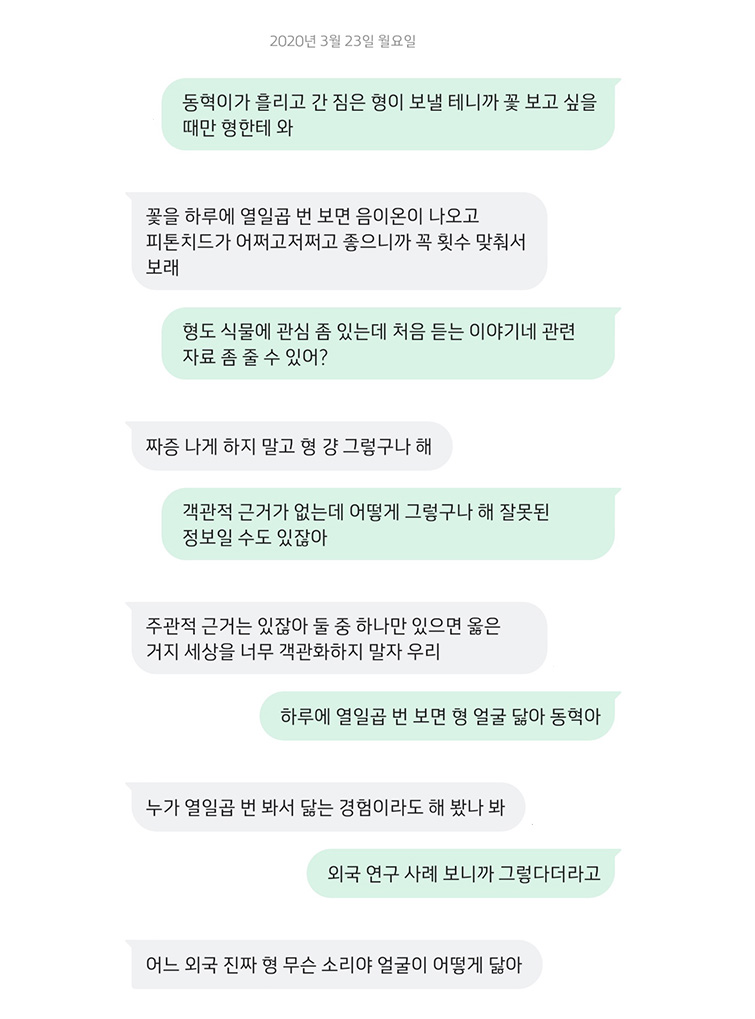 2020년 3월 23일 월요일
동혁이가 흘리고 간 짐은 형이 보낼 테니까 꽃 보고 싶을
때만 형한테 와
꽃을 하루에 열일곱 번 보면 음이온이 나오고
피톤치드가 어쩌고저쩌고 좋으니까 꼭 횟수 맞춰서
보래
형도 식물에 관심 좀 있는데 처음 듣는 이야기네 관련
자료 좀 줄 수 있어?
짜증 나게 하지 말고 형 걍 그렇구나 해
객관적 근거가 없는데 어떻게 그렇구나 해 잘못된
정보일 수도 있잖아
주관적 근거는 있잖아 둘 중 하나만 있으면 옳은
거지 세상을 너무 객관화하지 말자 우리
하루에 열일곱 번 보면 형 얼굴 닳아 동혁아
누가 열일곱 번 봐서 닳는 경험이라도 해 봤나 봐
외국 연구 사례 보니까 그렇다더라고
어느 외국 진짜 형 무슨 소리야 얼굴이 어떻게 닳아